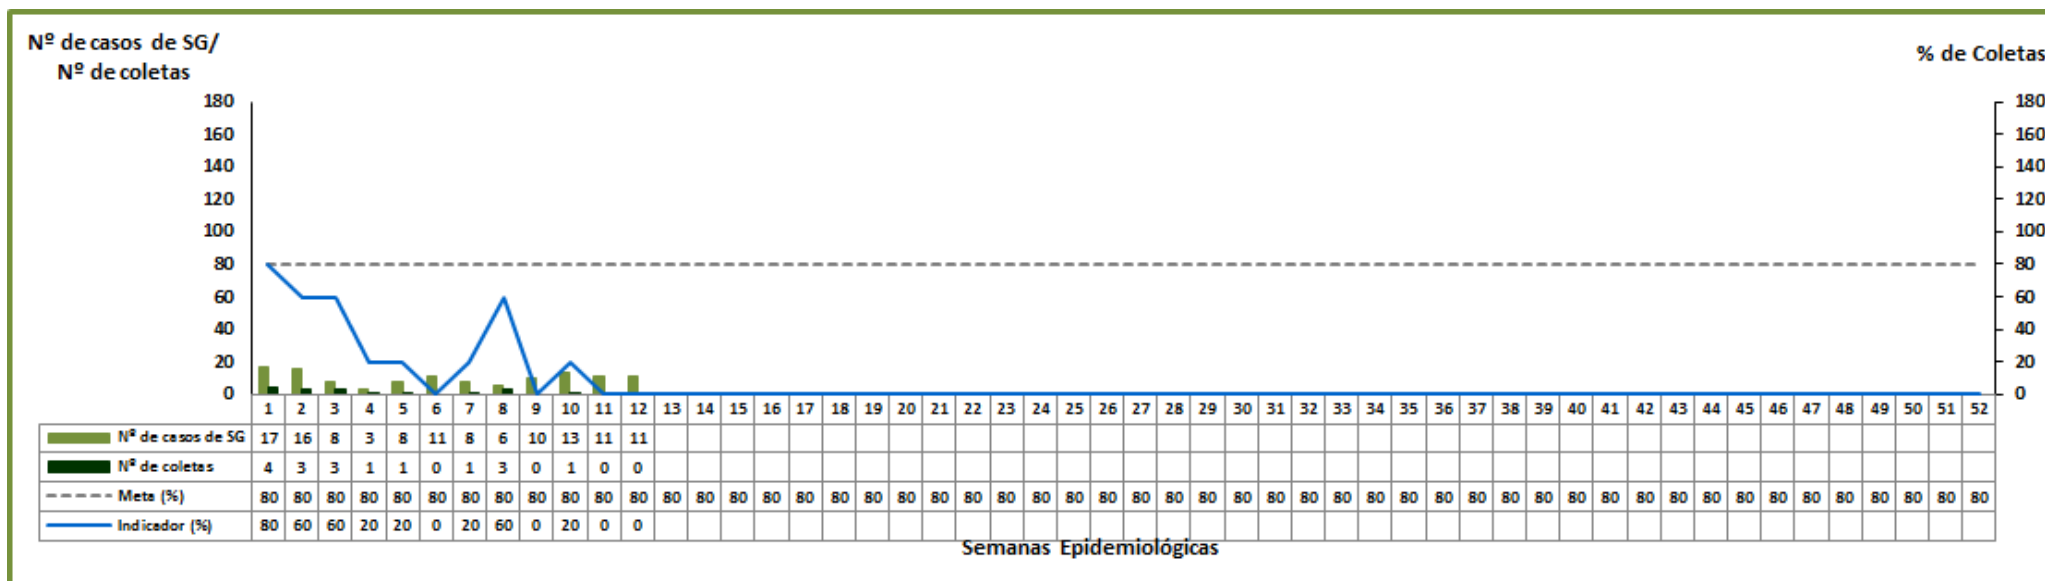 Nº de casos de SG/
Nº de coletas
% de Coletas
180 180
160 160
140 140
120 120
100 100
80 80
60 60
40 40
20 20
0 0
1 2 3 4 5 6 7 8 9 10 11 12 13 14 15 16 17 18 19 20 21 22 23 24 25 26 27 28 29 30 31 32 33 34 35 36 37 38 39 40 41 42 43 44 45 46 47 48 49 50 51 52
Nº de casos de SG 17 16 8 3 8 11 8 6 10 13 11 11
Nº de coletas 4 3 3 1 1 0 1 3 0 1 0 0
Meta (%) 80 80 80 80 80 80 80 80 80 80 80 80 80 80 80 80 80 80 80 80 80 80 80 80 80 80 80 80 80 80 80 80 80 80 80 80 80 80 80 80 80 80 80 80 80 80 80 80 80 80 80 80
Indicador (%) 80 60 60 20 20 0 20 60 0 20 0 0
Semanas Epidemiológicas